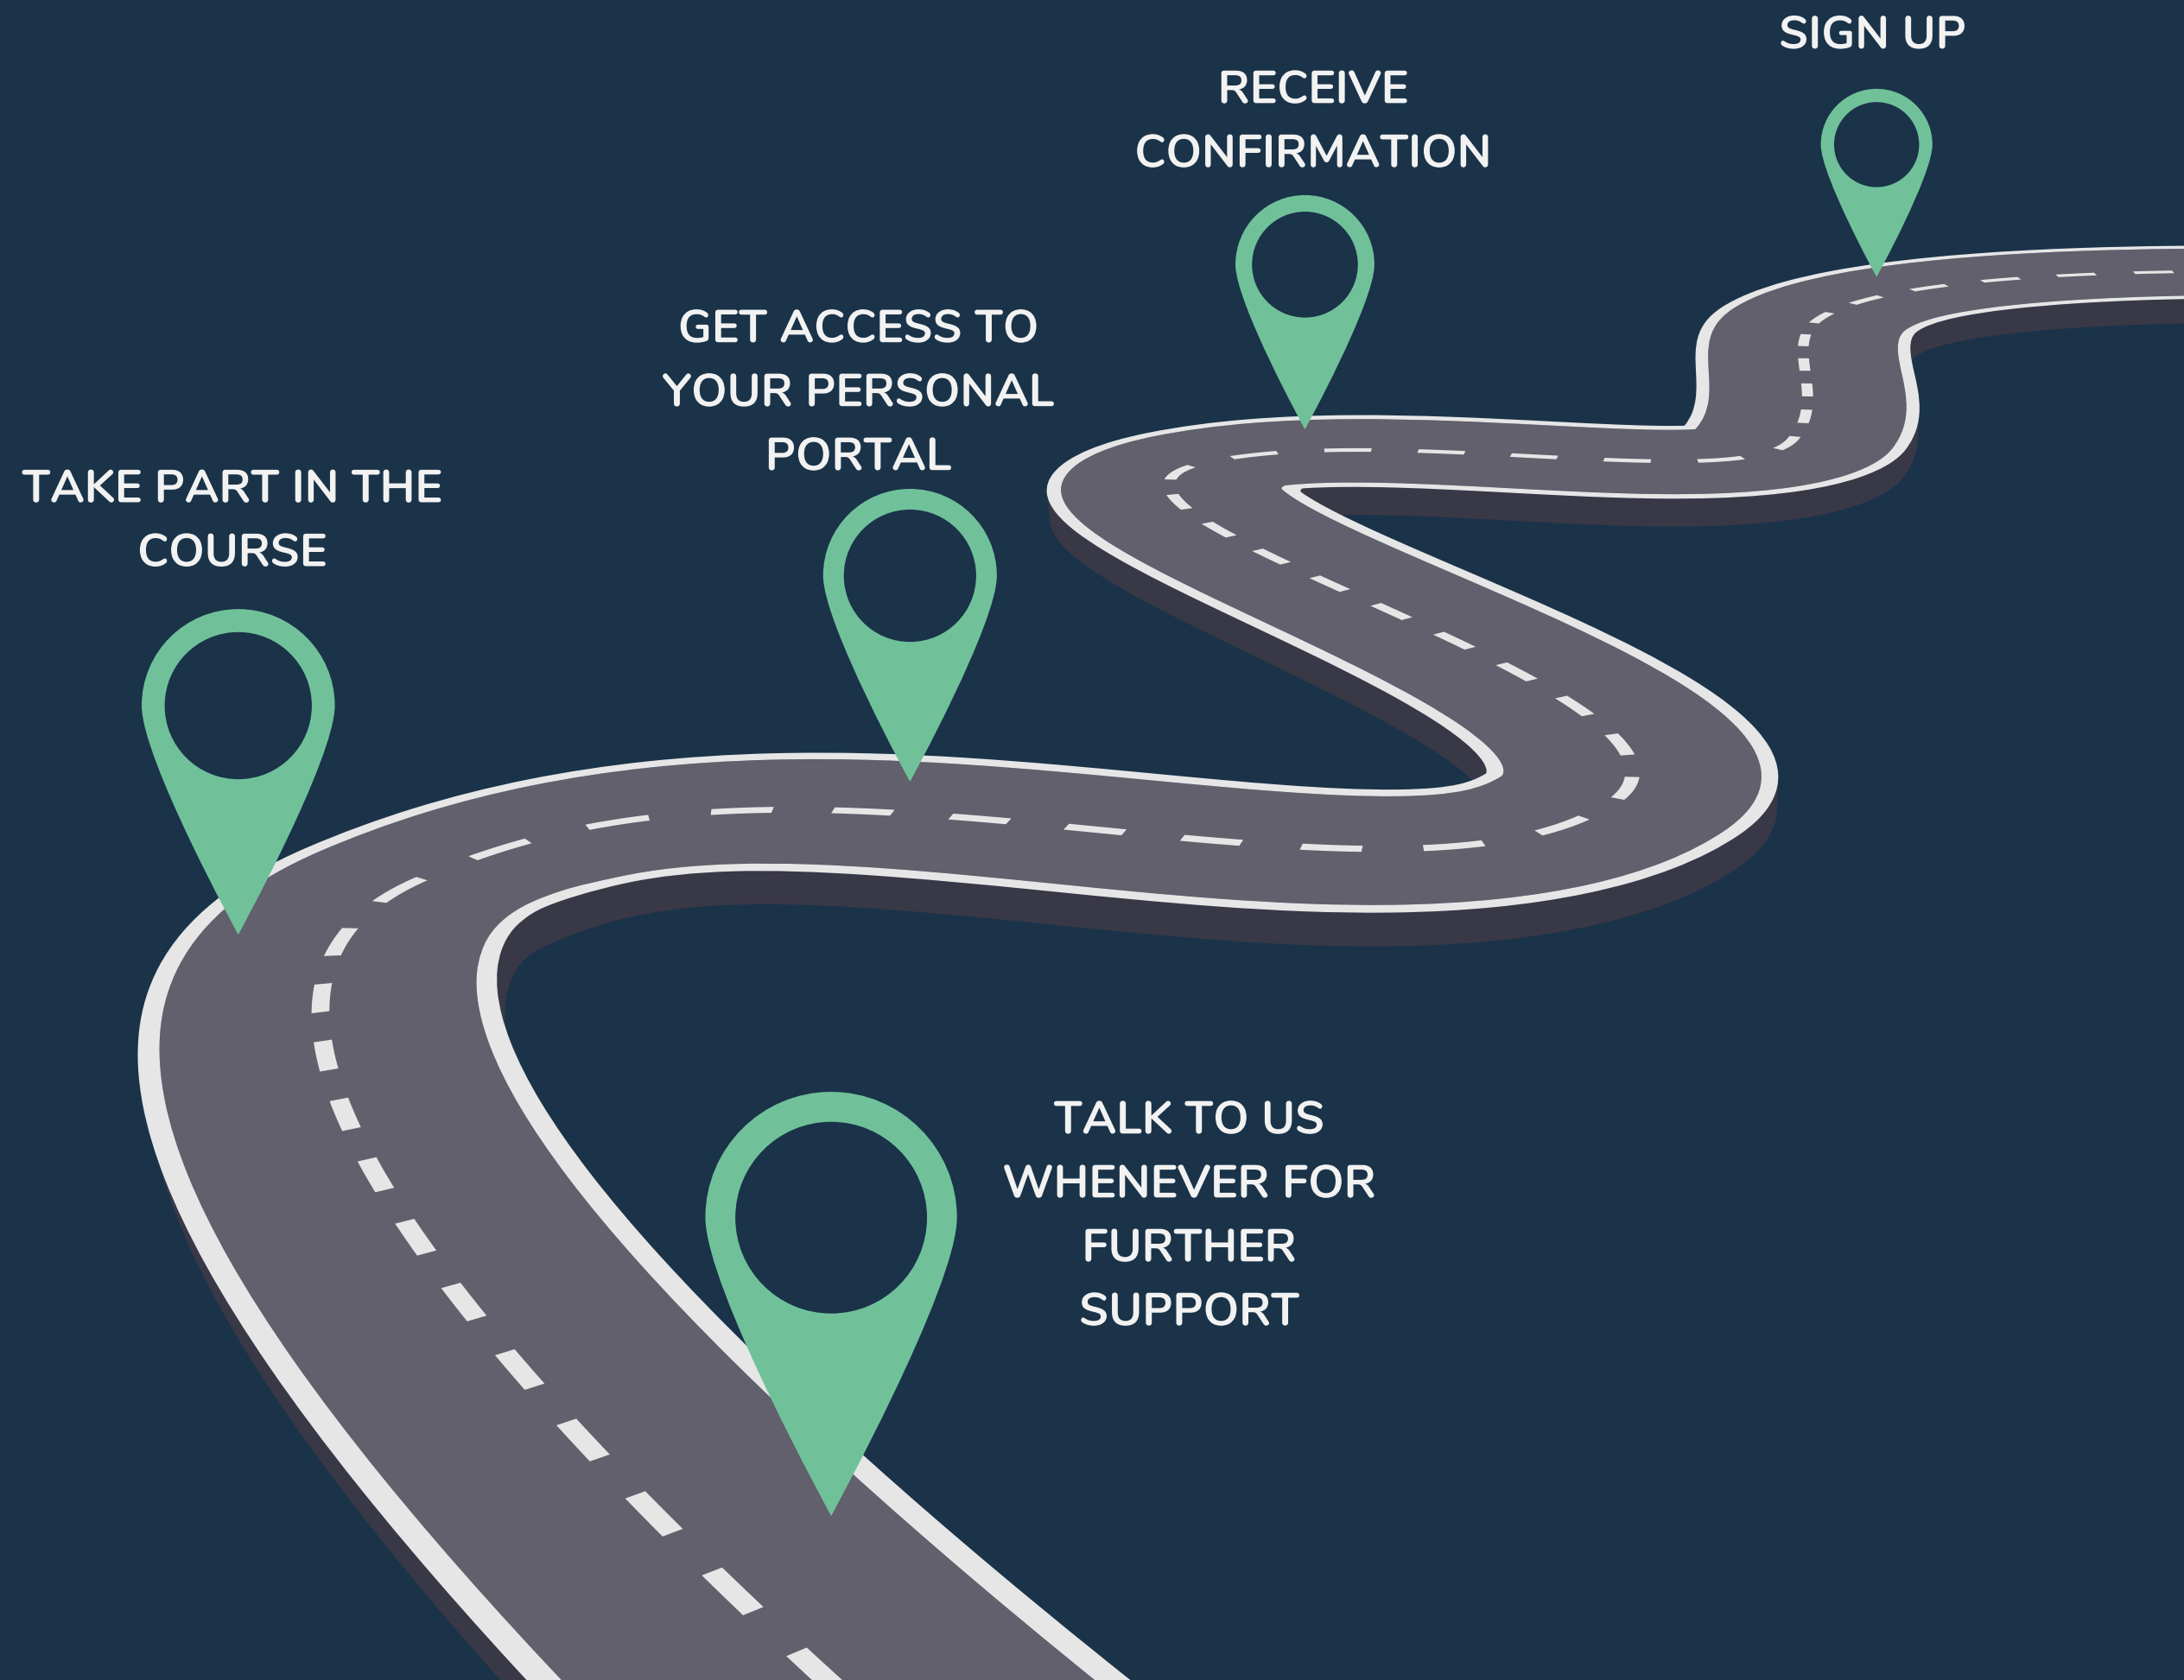 SIGN UP
RECEIVE
CONFIRMATION
GET ACCESS TO
YOUR PERSONAL
PORTAL
TAKE PART IN THE
COURSE
TALK TO US
WHENEVER FOR
FURTHER
SUPPORT